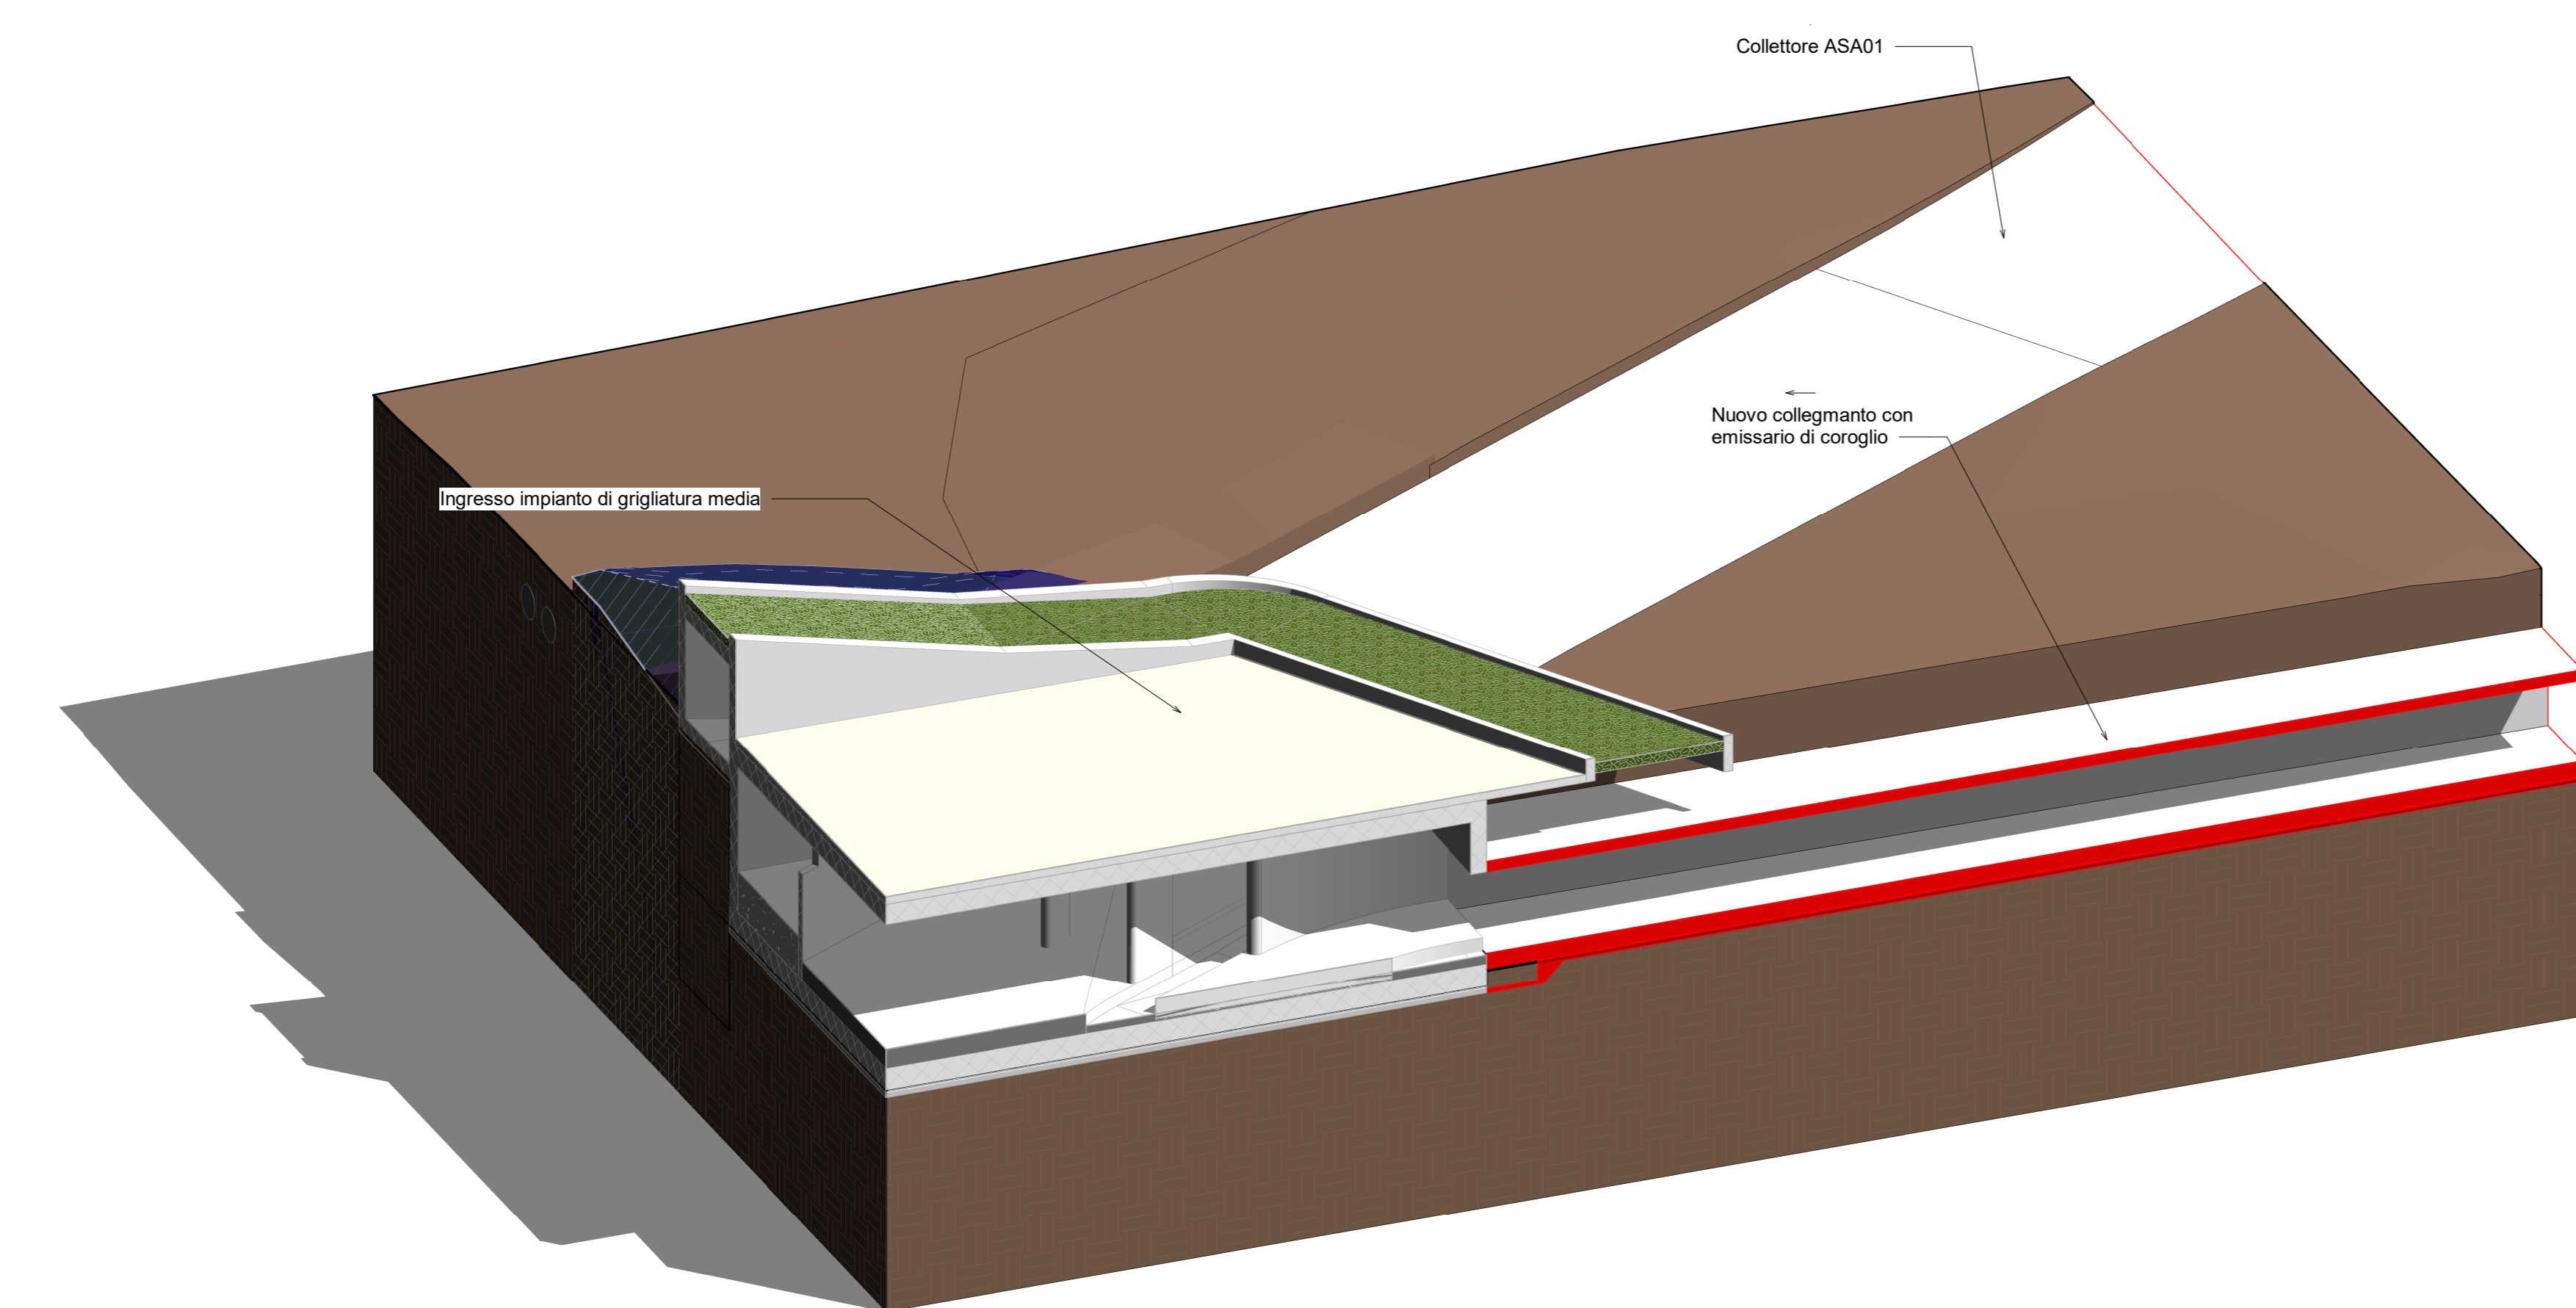 Collettore ASA01
Nuovo collegmanto con
emissario di coroglio
Ingresso impianto di grigliatura media